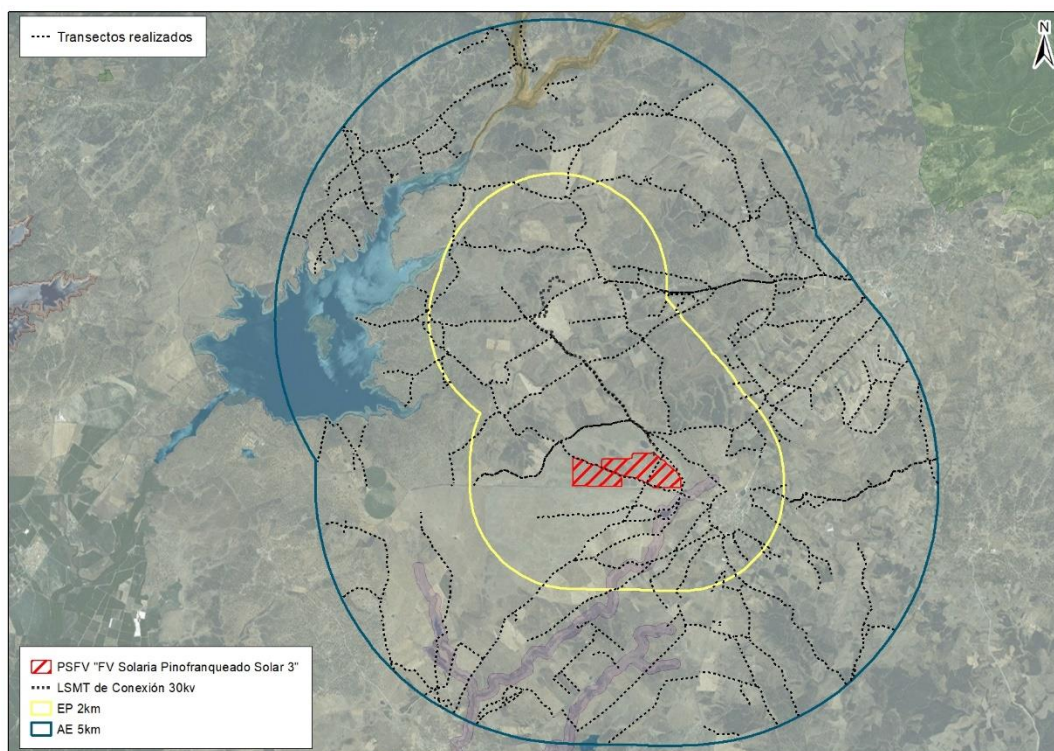 Transectos realizados
N
PSFV "FV Solaria Pinofranqueado Solar 3"
LSMT de Conexión 30kv
EP 2km
AE 5km